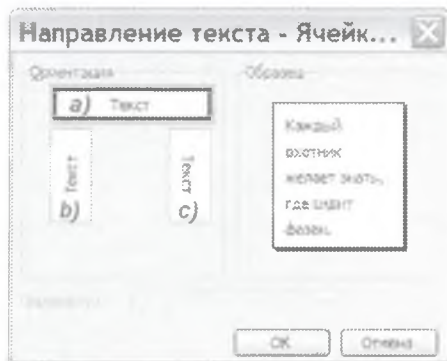 Направление текста - Ячейк...
Ориентация
Образец
a) Текст
Текст
b)
Текст
c)
Каждый
охотник
желает знать,
где сидит
фазан.
OK
Отмена